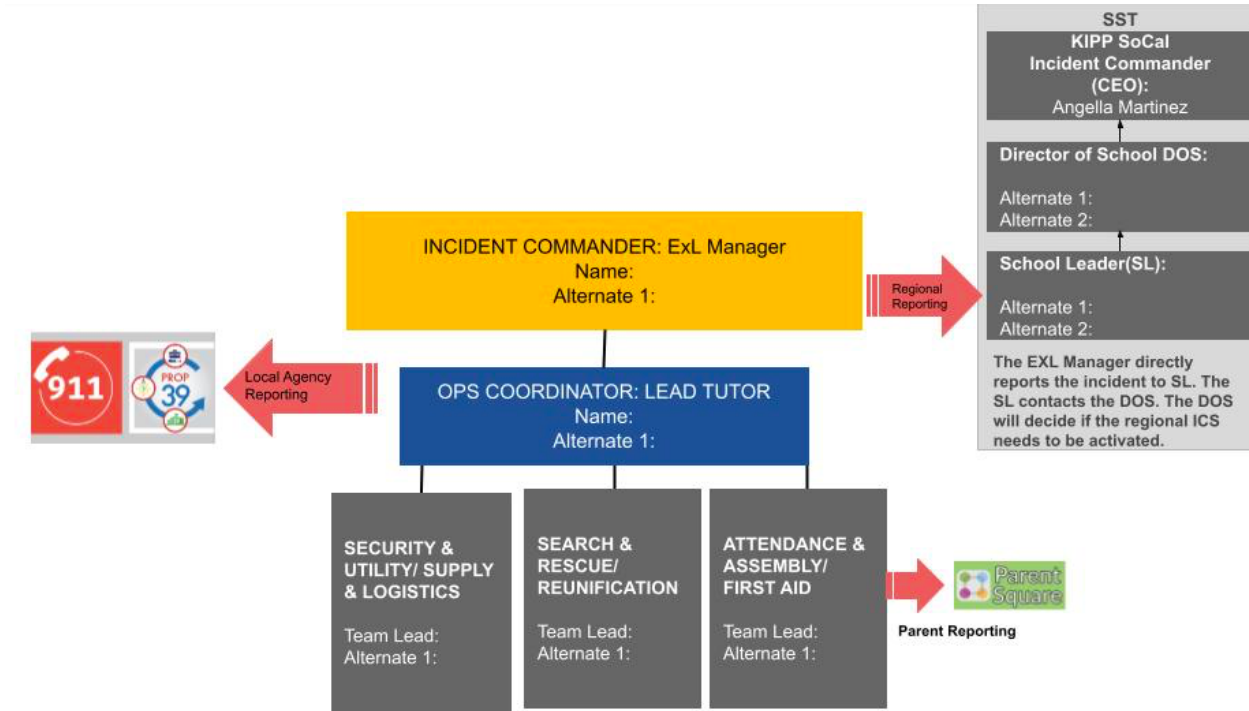 SST
KIPP SoCal
Incident Commander
(CEO):
Angella Martinez
Director of School DOS:
Alternate 1:
Alternate 2:
School Leader(SL):
Alternate 1:
Alternate 2:
The EXL Manager directly
reports the incident to SL. The
SL contacts the DOS. The DOS
will decide if the regional ICS
needs to be activated.
INCIDENT COMMANDER: ExL Manager
Name:
Alternate 1:
Regional
Reporting
911
PROP
39
Local Agency
Reporting
OPS COORDINATOR: LEAD TUTOR
Name:
Alternate 1:
SECURITY &
UTILITY/ SUPPLY
& LOGISTICS
Team Lead:
Alternate 1:
SEARCH &
RESCUE/
REUNIFICATION
Team Lead:
Alternate 1:
ATTENDANCE &
ASSEMBLY/
FIRST AID
Team Lead:
Alternate 1:
Parent
Square
Parent Reporting